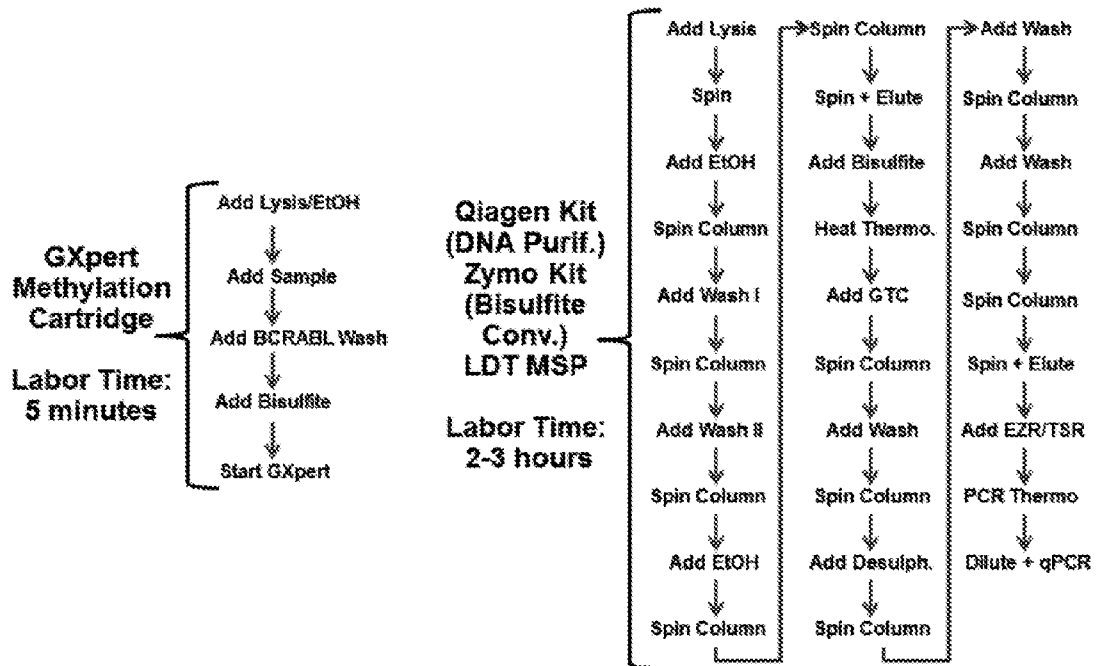 GXpert
Methylation
Cartridge
Labor Time:
5 minutes
Add Lysis/EtOH
Add Sample
Add BCRABL Wash
Add Bisulfite
Start GXpert
Qiagen Kit
(DNA Purif.)
Zymo Kit
(Bisulfite
Conv.)
LDT MSP
Labor Time:
2-3 hours
Add Lysis
Spin
Add EtOH
Spin Column
Add Wash I
Spin Column
Add Wash II
Spin Column
Add EtOH
Spin Column
Spin Column
Spin + Elute
Add Bisulfite
Heat Thermo.
Add GTC
Spin Column
Add Wash
Spin Column
Add Desulph.
Spin Column
Add Wash
Spin Column
Add Wash
Spin Column
Spin Column
Spin + Elute
Add EZR/TSR
PCR Thermo
Dilute + qPCR